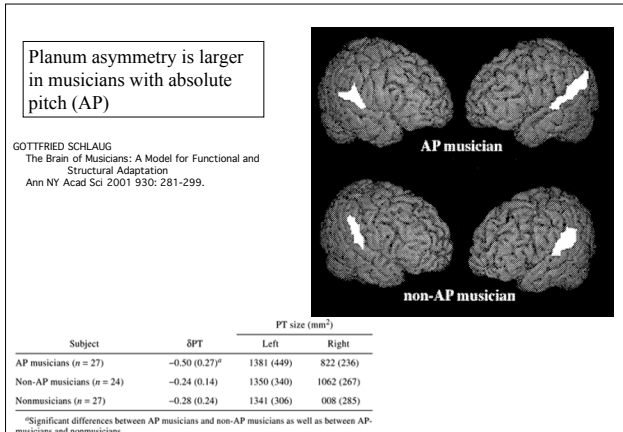 Planum asymmetry is larger
in musicians with absolute
pitch (AP)
GOTTFRIED SCHLAUG
The Brain of Musicians: A Model for Functional and
Structural Adaptation
Ann NY Acad Sci 2001 930: 281-299.
AP musician
non-AP musician
PT size (mm²)
Subject δPT Left Right
AP musicians (n = 27) −0.50 (0.27)ᵃ 1381 (449) 822 (236)
Non-AP musicians (n = 24) −0.24 (0.14) 1350 (340) 1062 (267)
Nonmusicians (n = 27) −0.28 (0.24) 1341 (306) 008 (285)
ᵃSignificant differences between AP musicians and non-AP musicians as well as between AP-
musicians and nonmusicians